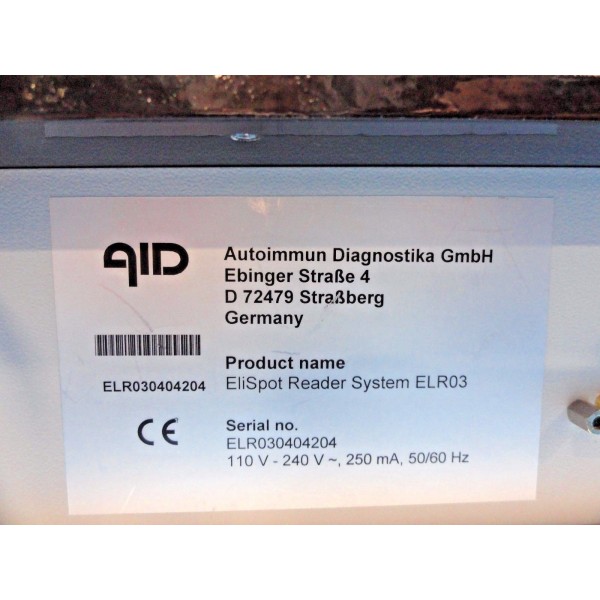 AID
Autoimmun Diagnostika GmbH
Ebinger Straße 4
D 72479 Straßberg
Germany
ELR030404204
Product name
EliSpot Reader System ELR03
CE
Serial no.
ELR030404204
110 V - 240 V ~, 250 mA, 50/60 Hz